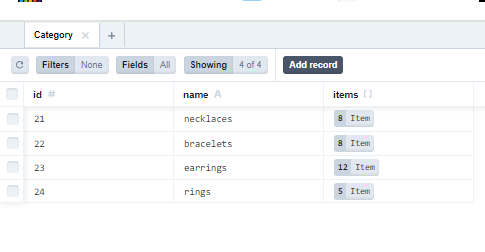 Category × +
Filters None Fields All Showing 4 of 4 Add record
id # name A items []
21 necklaces 8 Item
22 bracelets 8 Item
23 earrings 12 Item
24 rings 5 Item